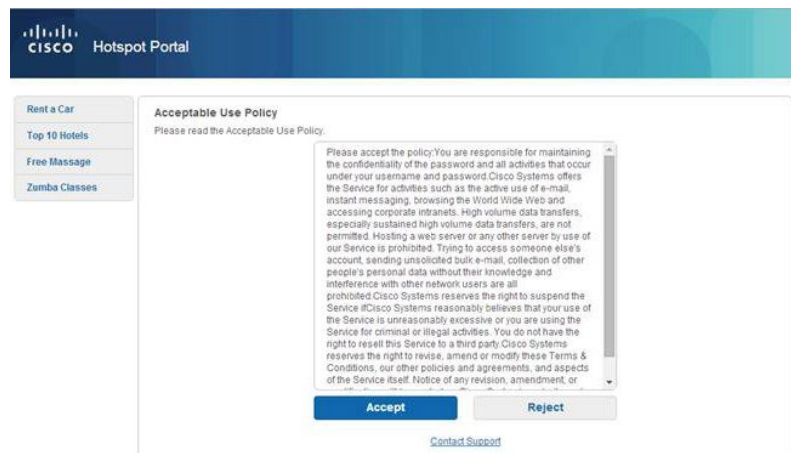 CISCO Hotspot Portal
Rent a Car
Top 10 Hotels
Free Massage
Zumba Classes
Acceptable Use Policy
Please read the Acceptable Use Policy.
Please accept the policy:You are responsible for maintaining
the confidentiality of the password and all activities that occur
under your username and password.Cisco Systems offers
the Service for activities such as the active use of e-mail,
instant messaging, browsing the World Wide Web and
accessing corporate intranets. High volume data transfers,
especially sustained high volume data transfers, are not
permitted. Hosting a web server or any other server by use of
our Service is prohibited. Trying to access someone else's
account, sending unsolicited bulk e-mail, collection of other
people's personal data without their knowledge and
interference with other network users are all
prohibited.Cisco Systems reserves the right to suspend the
Service ifCisco Systems reasonably believes that your use of
the Service is unreasonably excessive or you are using the
Service for criminal or illegal activities. You do not have the
right to resell this Service to a third party.Cisco Systems
reserves the right to revise, amend or modify these Terms &
Conditions, our other policies and agreements, and aspects
of the Service itself. Notice of any revision, amendment, or
Accept
Reject
Contact Support